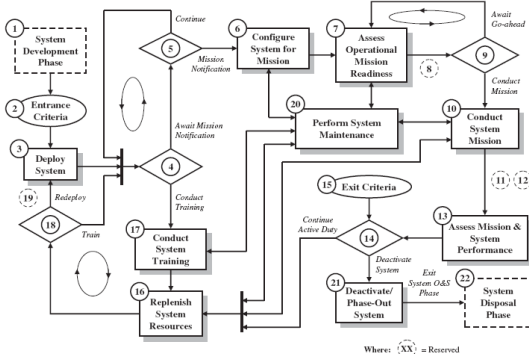 1
System
Development
Phase
2
Entrance
Criteria
3
Deploy
System
19
Redeploy
18
Train
Continue
5
Mission
Notification
Await Mission
Notification
4
Conduct
Training
17
Conduct
System
Training
16
Replenish
System
Resources
6
Configure
System for
Mission
7
Assess
Operational
Mission
Readiness
8
Await
Go-ahead
9
Conduct
Mission
20
Perform System
Maintenance
10
Conduct
System
Mission
11 12
15
Exit Criteria
Continue
Active Duty
14
Deactivate
System
13
Assess Mission &
System
Performance
21
Deactivate/
Phase-Out
System
Exit
System O&S
Phase
22
System
Disposal
Phase
Where: XX = Reserved